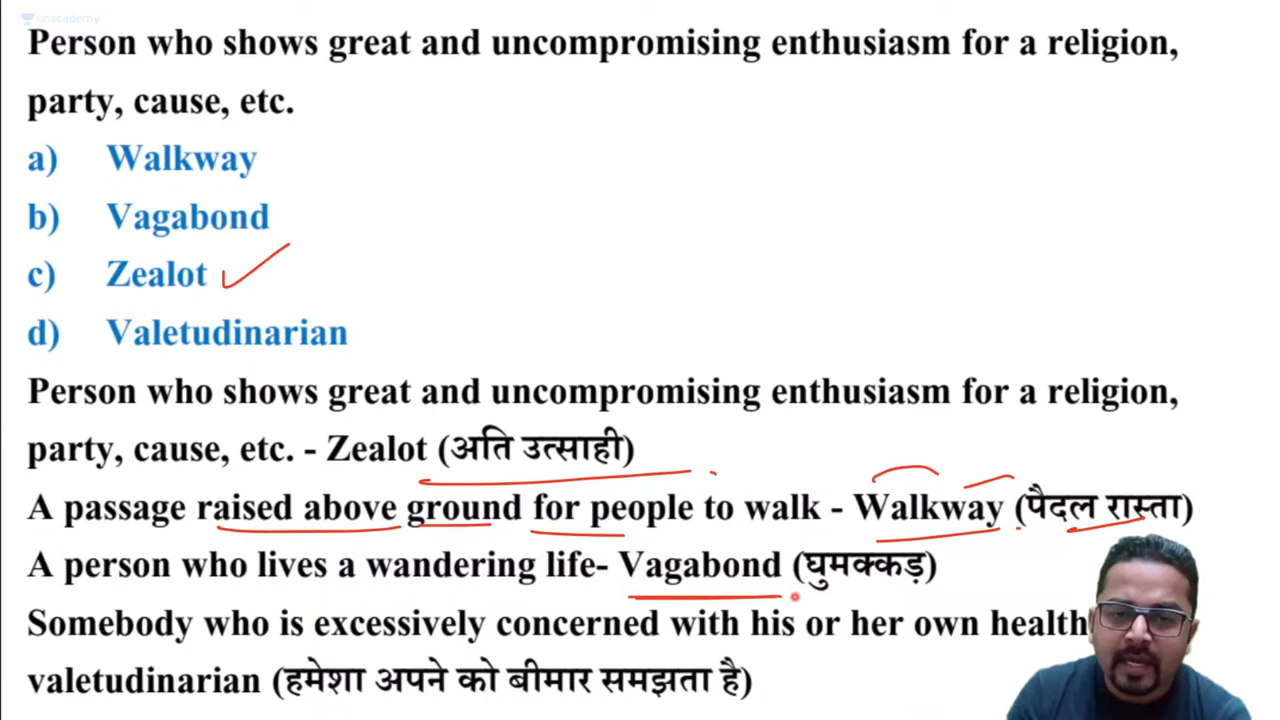 unacademy
Person who shows great and uncompromising enthusiasm for a religion,
party, cause, etc.
a) Walkway
b) Vagabond
c) Zealot
d) Valetudinarian
Person who shows great and uncompromising enthusiasm for a religion,
party, cause, etc. - Zealot (अति उत्साही)
A passage raised above ground for people to walk - Walkway (पैदल रास्ता)
A person who lives a wandering life- Vagabond (घुमक्कड़)
Somebody who is excessively concerned with his or her own health
valetudinarian (हमेशा अपने को बीमार समझता है)